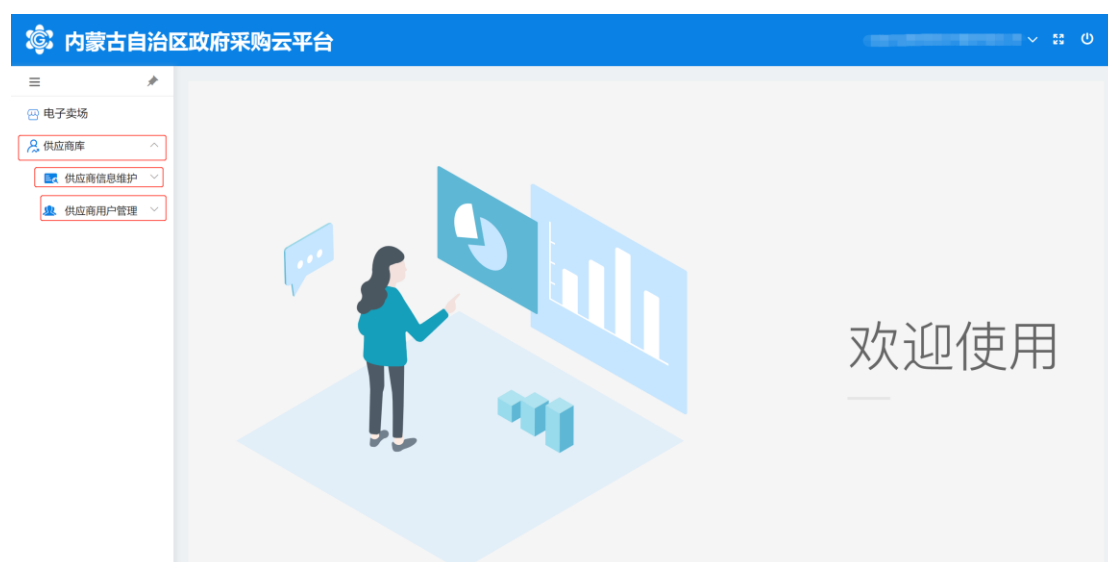 内蒙古自治区政府采购云平台
电子卖场
供应商库
供应商信息维护
供应商用户管理
欢迎使用